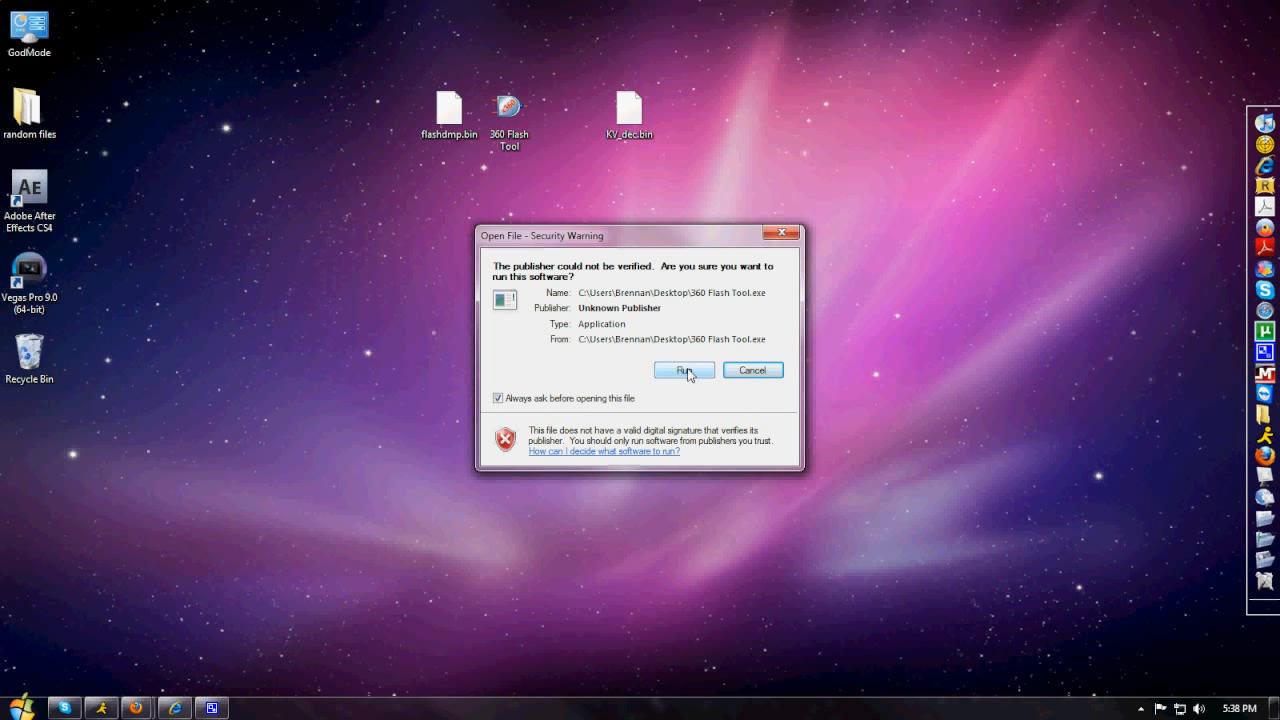 GodMode
random files
AE
Adobe After
Effects CS4
Vegas Pro 9.0
(64-bit)
Recycle Bin
flashdmp.bin
360
360 Flash
Tool
KV_dec.bin
Open File - Security Warning
The publisher could not be verified. Are you sure you want to
run this software?
Name: C:\Users\Brennan\Desktop\360 Flash Tool.exe
Publisher: Unknown Publisher
Type: Application
From: C:\Users\Brennan\Desktop\360 Flash Tool.exe
Run Cancel
Always ask before opening this file
This file does not have a valid digital signature that verifies its
publisher. You should only run software from publishers you trust.
How can I decide what software to run?
5:38 PM